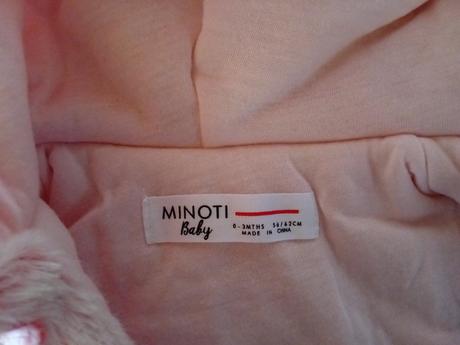 MINOTI
Baby
0-3MTHS 56/62CM
MADE IN CHINA